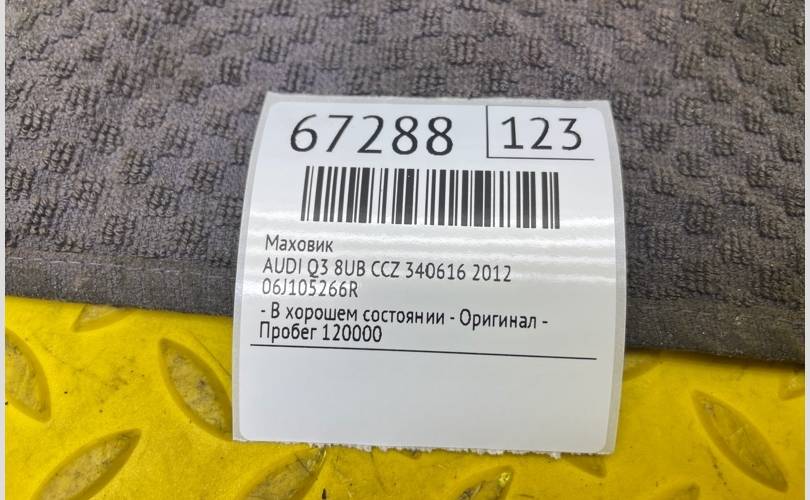 67288 123
Маховик
AUDI Q3 8UB CCZ 340616 2012
06J105266R
- В хорошем состоянии - Оригинал -
Пробег 120000